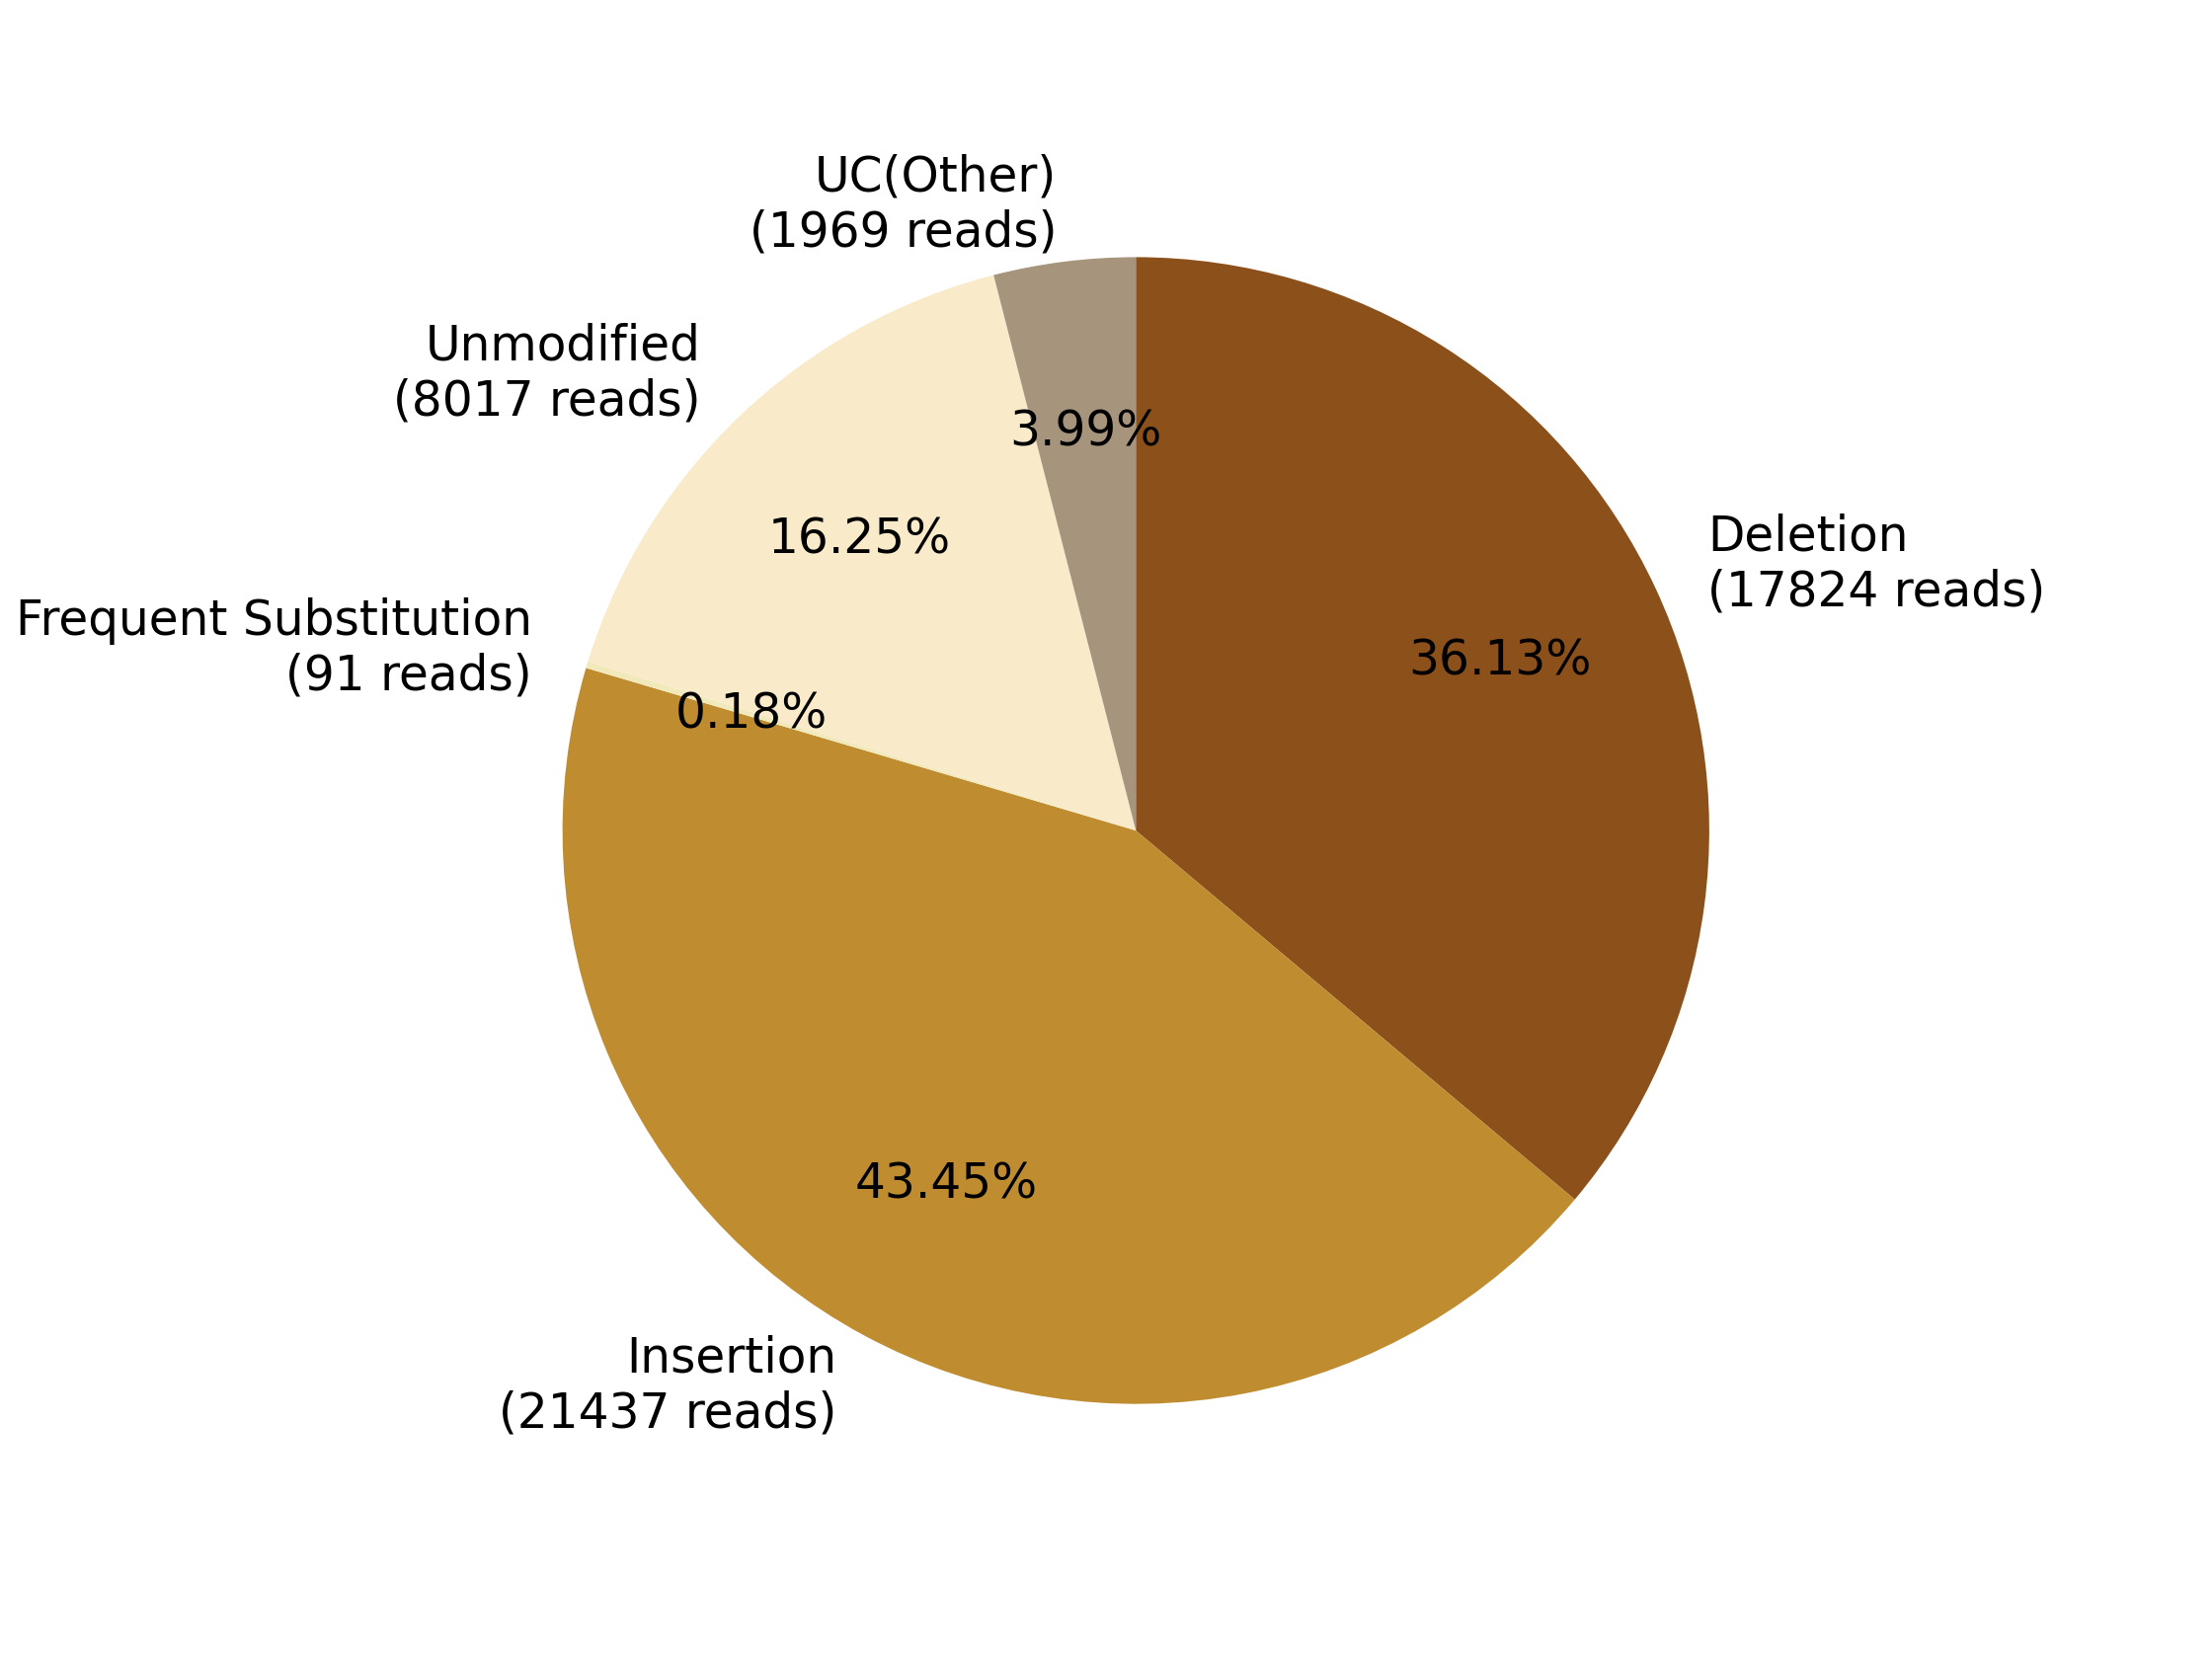 UC(Other)
(1969 reads)
Unmodified
(8017 reads)
3.99%
16.25%
Deletion
(17824 reads)
Frequent Substitution
(91 reads)
36.13%
0.18%
43.45%
Insertion
(21437 reads)